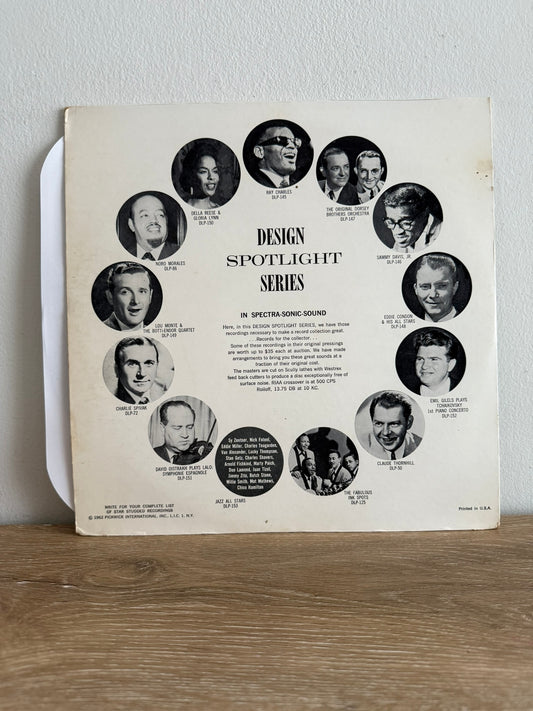 RAY CHARLES
DLP-145
THE ORIGINAL DORSEY
BROTHERS ORCHESTRA
DLP-147
SAMMY DAVIS, JR.
DLP-146
EDDIE CONDON
& HIS ALL STARS
DLP-148
EMIL GILELS PLAYS
TCHAIKOVSKY
1st PIANO CONCERTO
DLP-152
CLAUDE THORNHILL
DLP-50
THE FABULOUS
INK SPOTS
DLP-125
Sy Zentner, Nick Fatool,
Eddie Miller, Charles Teagarden,
Van Alexander, Lucky Thompson,
Stan Getz, Charles Shavers,
Arnold Fishkind, Marty Paich,
Don Lamond, Juan Tizol,
Jimmy Zito, Butch Stone,
Willie Smith, Mat Mathews,
Chico Hamilton
JAZZ ALL STARS
DLP-153
DAVID OISTRAKH PLAYS LALO,
SYMPHONIE ESPAGNOLE
DLP-151
CHARLIE SPIVAK
DLP-72
LOU MONTE &
THE BOTTI-ENDOR QUARTET
DLP-149
NORO MORALES
DLP-86
DELLA REESE &
GLORIA LYNN
DLP-150
DESIGN
SPOTLIGHT
SERIES
IN SPECTRA-SONIC-SOUND
Here, in this DESIGN SPOTLIGHT SERIES, we have those
recordings necessary to make a record collection great.
. . .Records for the collector . . .
Some of these recordings in their original pressings
are worth up to $35 each at auction. We have made
arrangements to bring you these great sounds at a
fraction of their original cost.
The masters are cut on Scully lathes with Westrex
feed back cutters to produce a disc exceptionally free of
surface noise. RIAA crossover is at 500 CPS
Rolloff, 13.75 DB at 10 KC.
WRITE FOR YOUR COMPLETE LIST
OF STAR STUDDED RECORDINGS
© 1962 PICKWICK INTERNATIONAL, INC., L.I.C. 1, N.Y.
Printed in U.S.A.